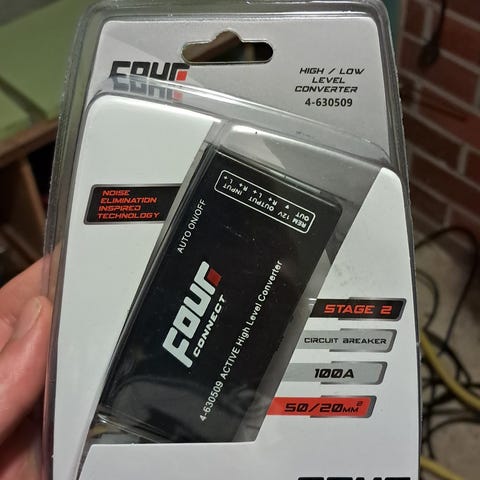 FOUR
HIGH / LOW
LEVEL
CONVERTER
4-630509
NOISE
ELIMINATION
INSPIRED
TECHNOLOGY
INPUT
R+ R- L- L+
REM 12V OUTPUT
OUT ▼ R+ L- L+
AUTO ON/OFF
FOUR
CONNECT
4-630509 ACTIVE High Level Converter
STAGE 2
CIRCUIT BREAKER
100A
50/20MM²
FOUR